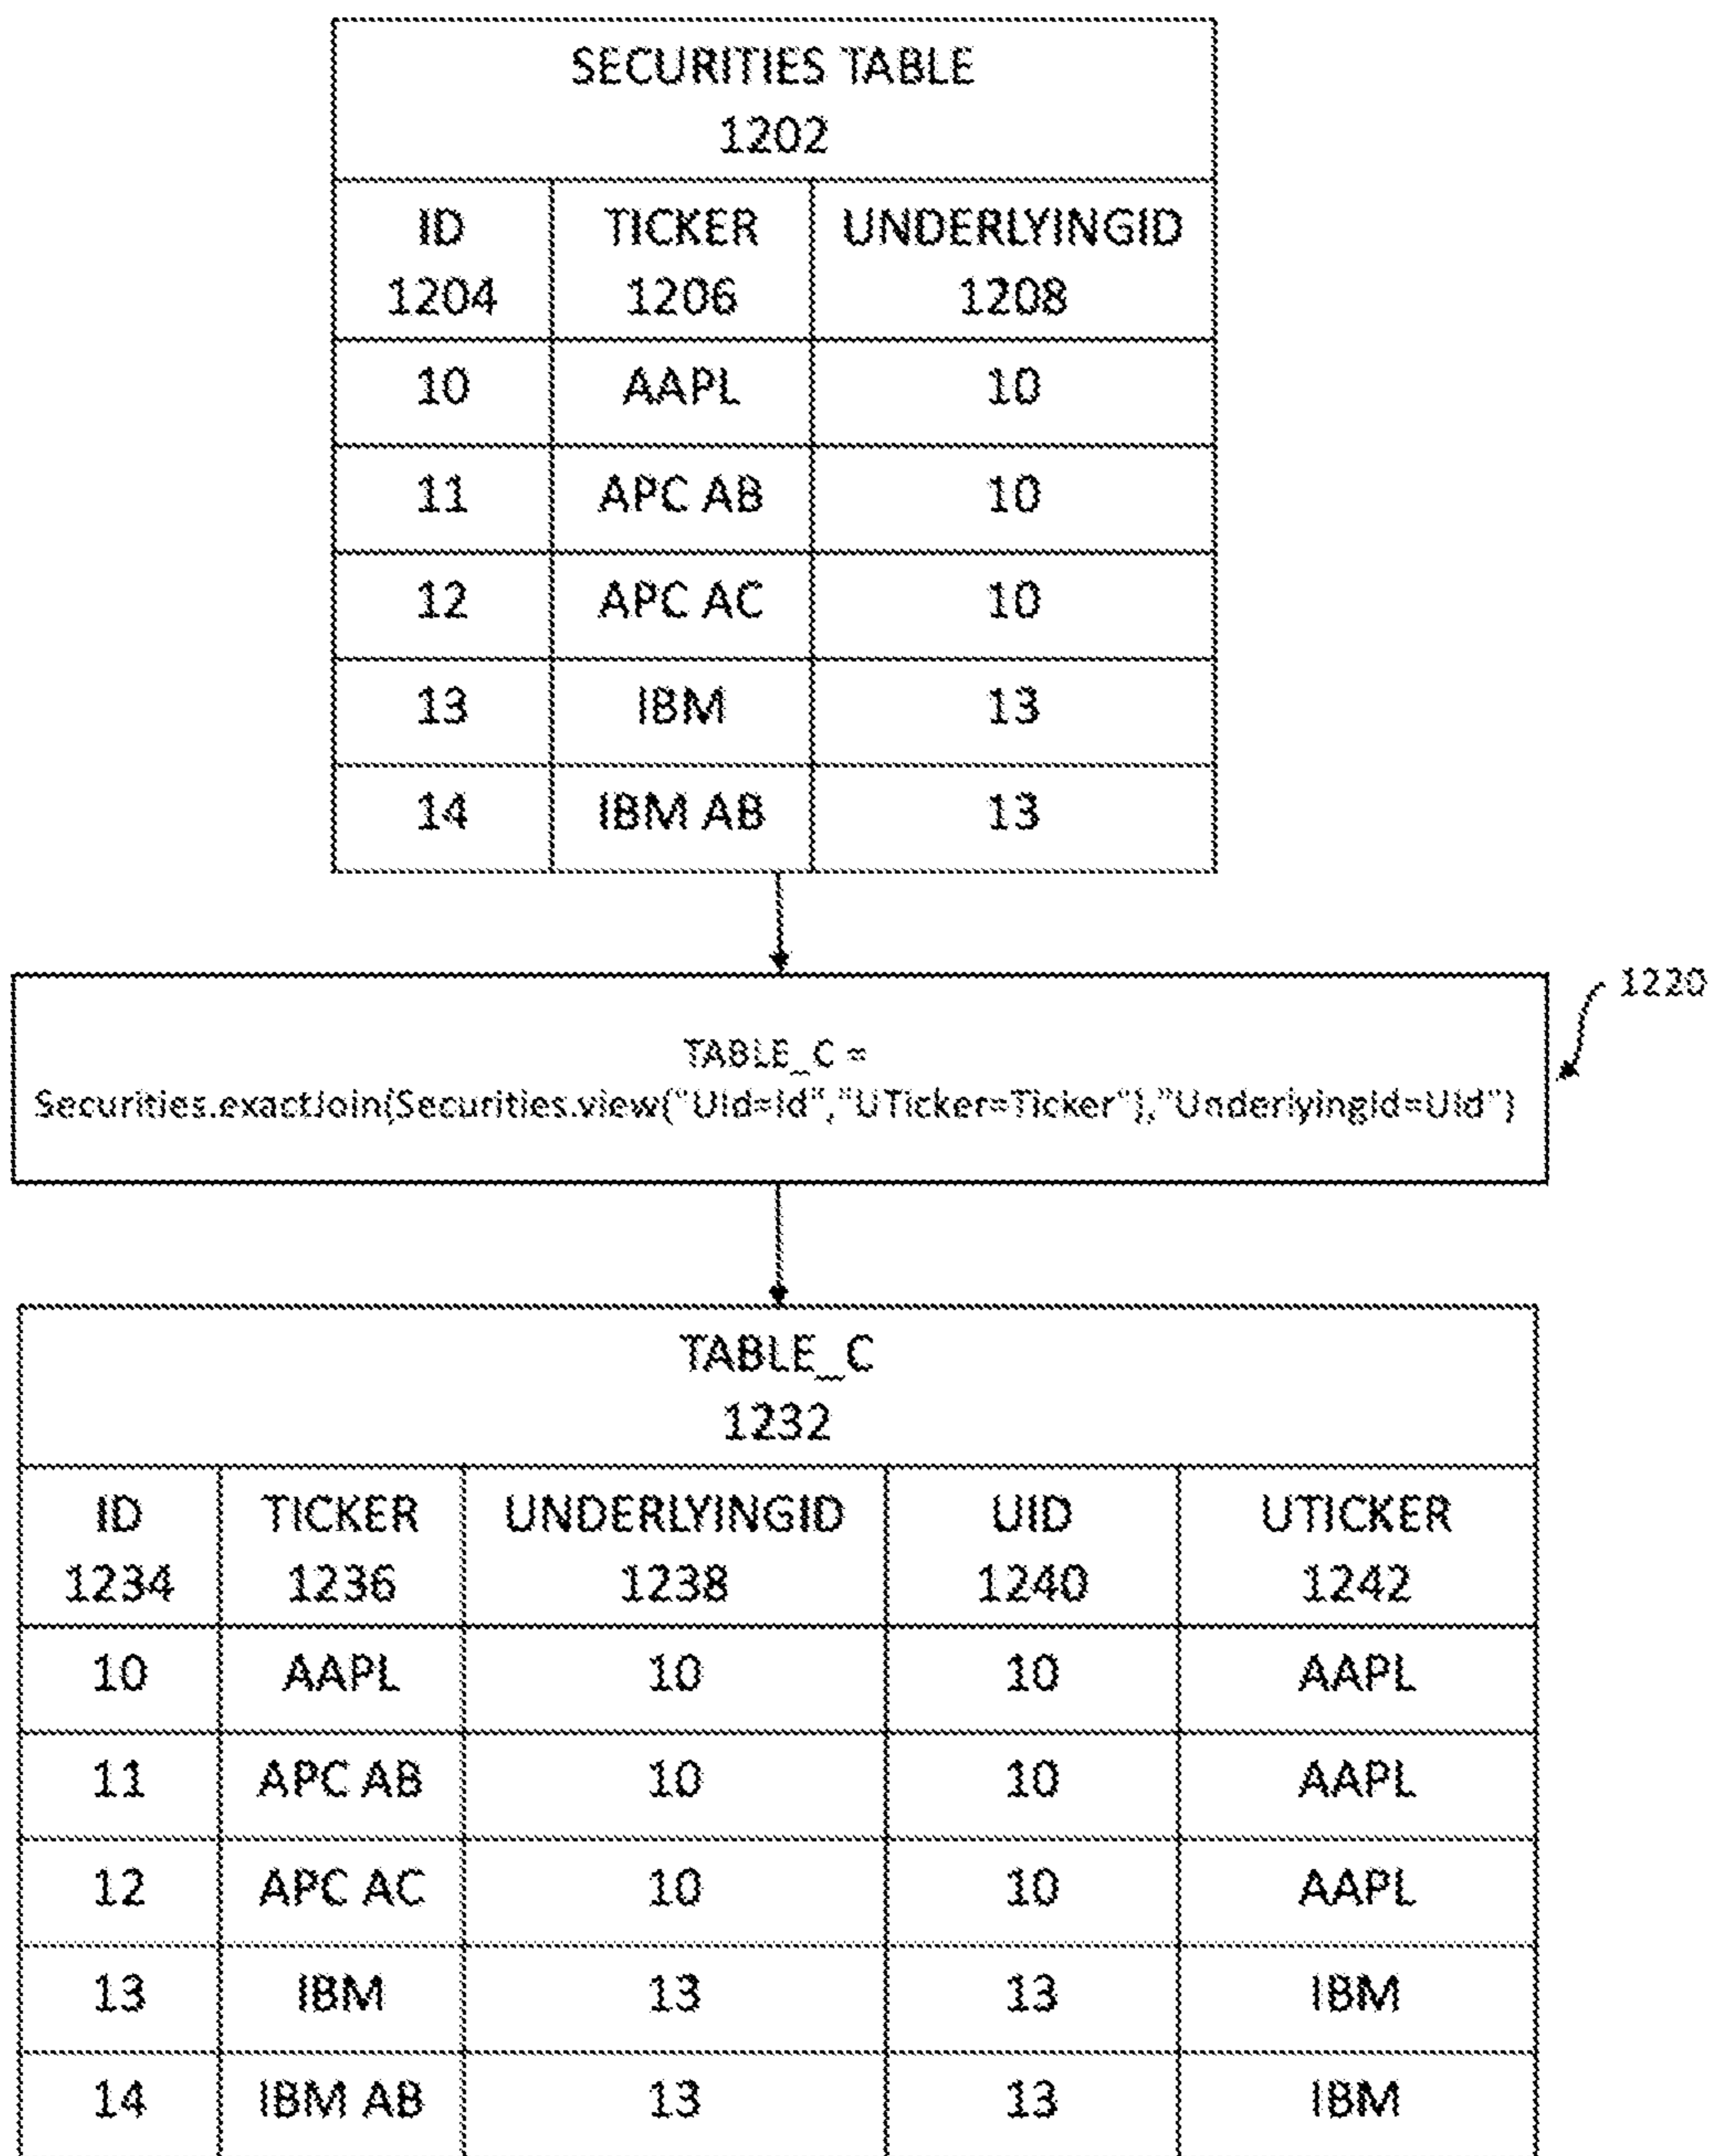 SECURITIES TABLE
1202
ID TICKER UNDERLYINGID
1204 1206 1208
10 AAPL 10
11 APC AB 10
12 APC AC 10
13 IBM 13
14 IBM AB 13
1220
TABLE_C =
Securities.exactJoin(Securities.view("UId=Id","UTicker=Ticker"),"UnderlyingId=UId")
TABLE_C
1232
ID TICKER UNDERLYINGID UID UTICKER
1234 1236 1238 1240 1242
10 AAPL 10 10 AAPL
11 APC AB 10 10 AAPL
12 APC AC 10 10 AAPL
13 IBM 13 13 IBM
14 IBM AB 13 13 IBM